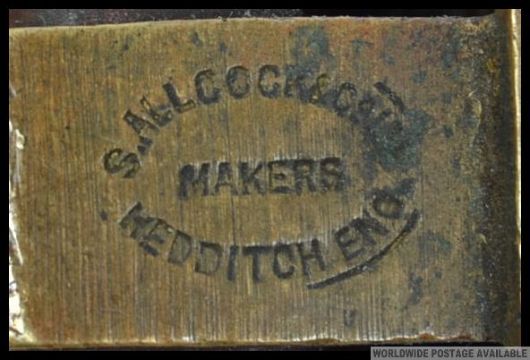 S. ALLCOCK & CO
MAKERS
REDDITCH ENG
WORLDWIDE POSTAGE AVAILABLE